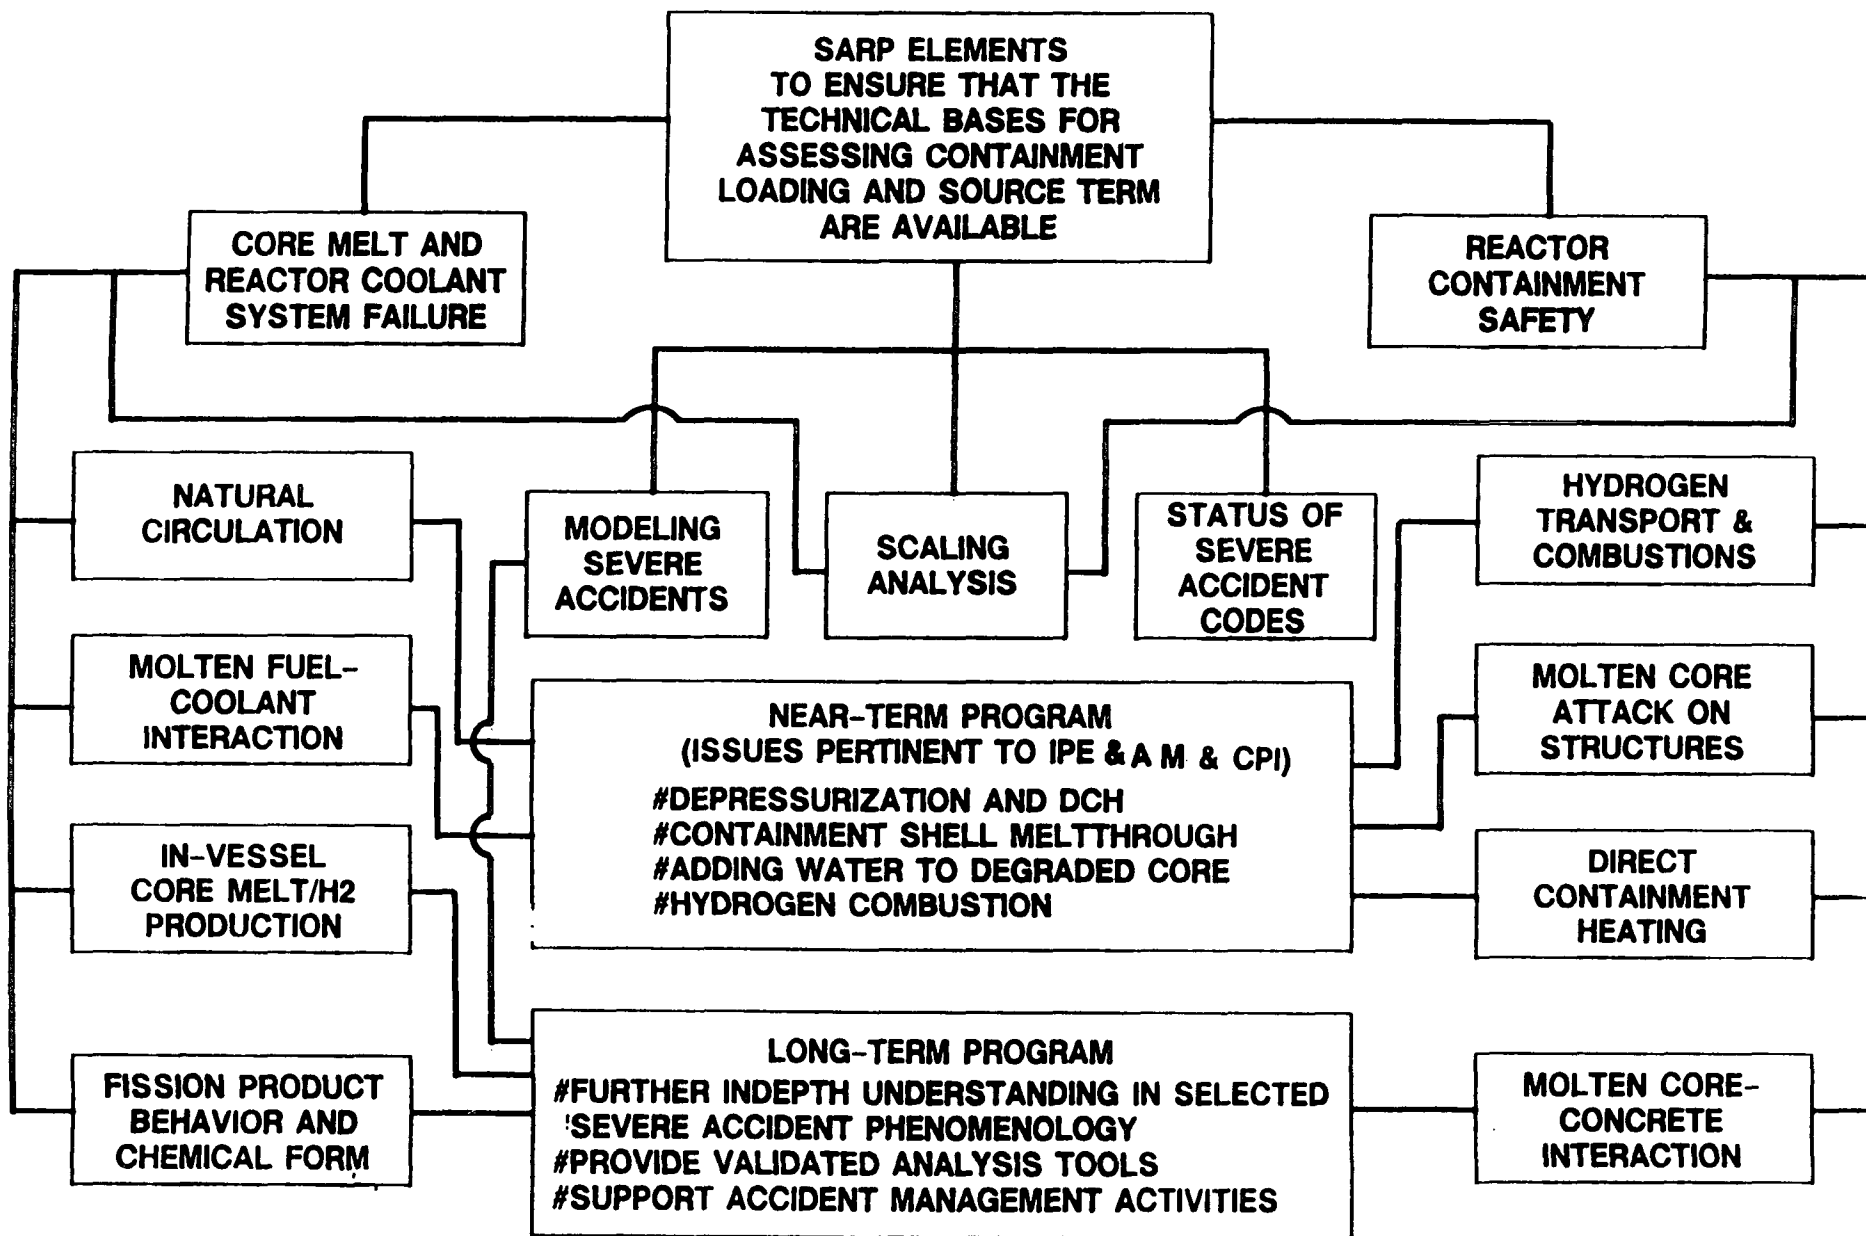 SARP ELEMENTS
TO ENSURE THAT THE
TECHNICAL BASES FOR
ASSESSING CONTAINMENT
LOADING AND SOURCE TERM
ARE AVAILABLE
CORE MELT AND
REACTOR COOLANT
SYSTEM FAILURE
REACTOR
CONTAINMENT
SAFETY
NATURAL
CIRCULATION
MODELING
SEVERE
ACCIDENTS
SCALING
ANALYSIS
STATUS OF
SEVERE
ACCIDENT
CODES
HYDROGEN
TRANSPORT &
COMBUSTIONS
MOLTEN FUEL-
COOLANT
INTERACTION
NEAR-TERM PROGRAM
(ISSUES PERTINENT TO IPE & A M & CPI)
#DEPRESSURIZATION AND DCH
#CONTAINMENT SHELL MELTTHROUGH
#ADDING WATER TO DEGRADED CORE
#HYDROGEN COMBUSTION
MOLTEN CORE
ATTACK ON
STRUCTURES
IN-VESSEL
CORE MELT/H2
PRODUCTION
DIRECT
CONTAINMENT
HEATING
FISSION PRODUCT
BEHAVIOR AND
CHEMICAL FORM
LONG-TERM PROGRAM
#FURTHER INDEPTH UNDERSTANDING IN SELECTED
SEVERE ACCIDENT PHENOMENOLOGY
#PROVIDE VALIDATED ANALYSIS TOOLS
#SUPPORT ACCIDENT MANAGEMENT ACTIVITIES
MOLTEN CORE-
CONCRETE
INTERACTION